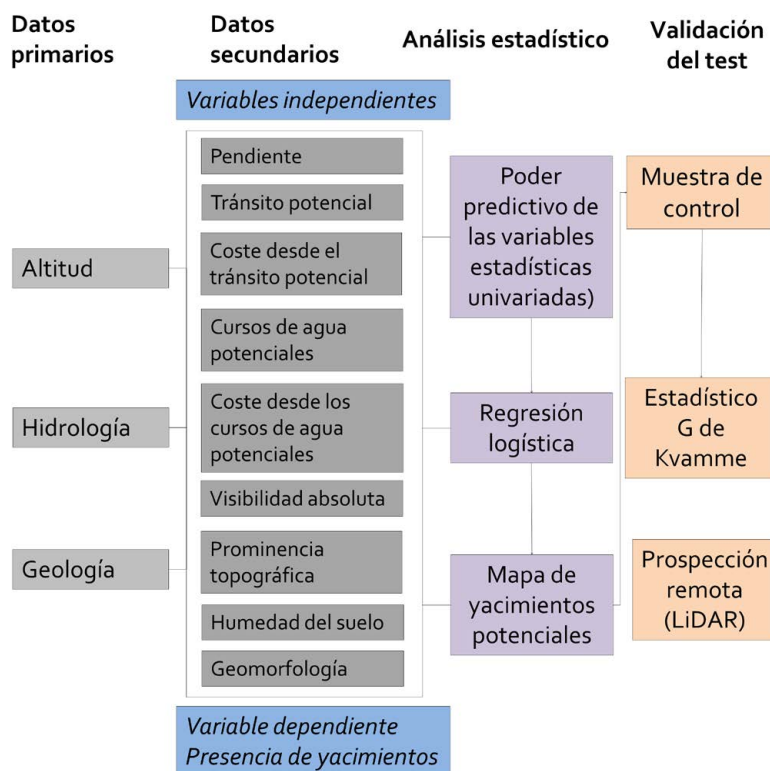 Datos
primarios
Altitud
Hidrología
Geología
Datos
secundarios
Variables independientes
Pendiente
Tránsito potencial
Coste desde el
tránsito potencial
Cursos de agua
potenciales
Coste desde los
cursos de agua
potenciales
Visibilidad absoluta
Prominencia
topográfica
Humedad del suelo
Geomorfología
Variable dependiente
Presencia de yacimientos
Análisis estadístico
Poder
predictivo de
las variables
estadísticas
univariadas)
Regresión
logística
Mapa de
yacimientos
potenciales
Validación
del test
Muestra de
control
Estadístico
G de
Kvamme
Prospección
remota
(LiDAR)